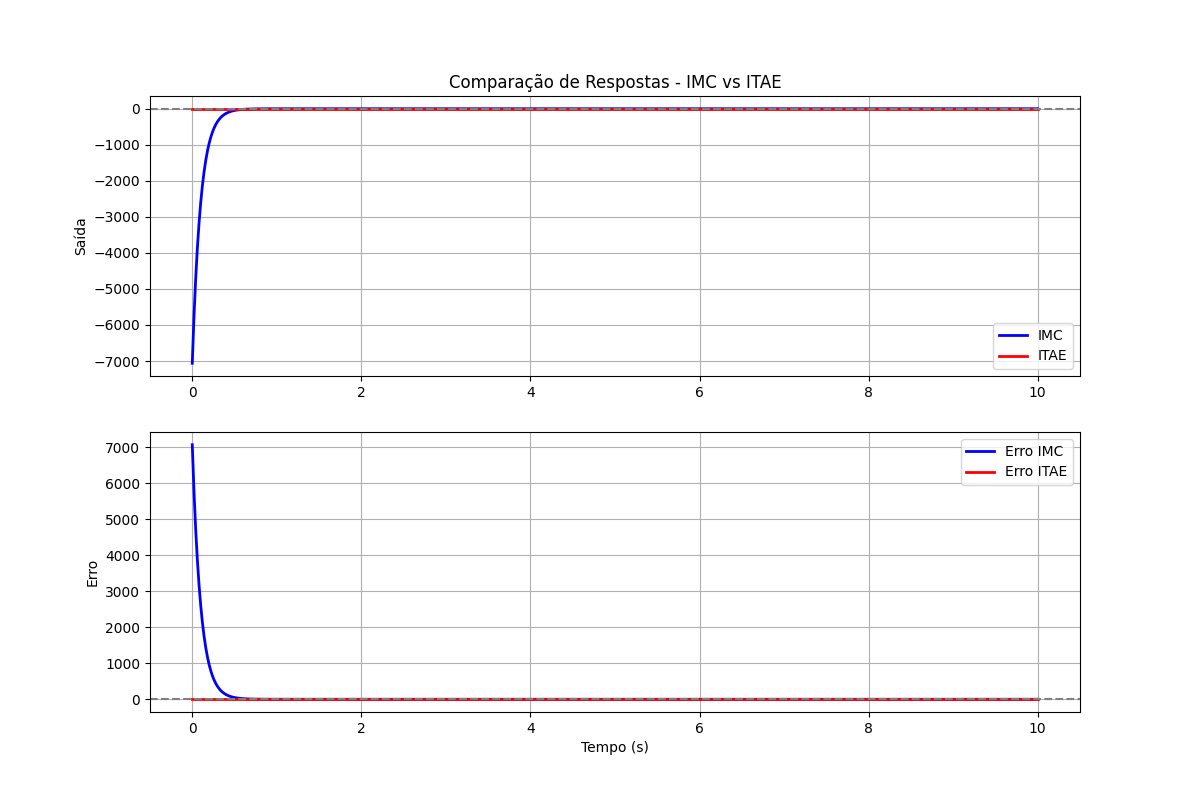 Comparação de Respostas - IMC vs ITAE
Saída
0
−1000
−2000
−3000
−4000
−5000
−6000
−7000
IMC
ITAE
0 2 4 6 8 10
Erro
7000
6000
5000
4000
3000
2000
1000
0
Erro IMC
Erro ITAE
0 2 4 6 8 10
Tempo (s)